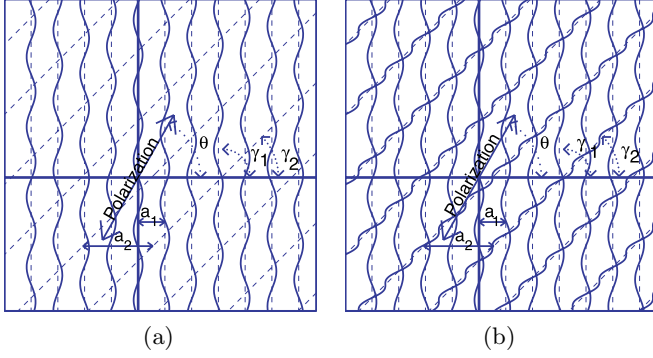 Polarization
θ
γ1
γ2
a1
a2
Polarization
θ
γ1
γ2
a1
a2
(a)
(b)